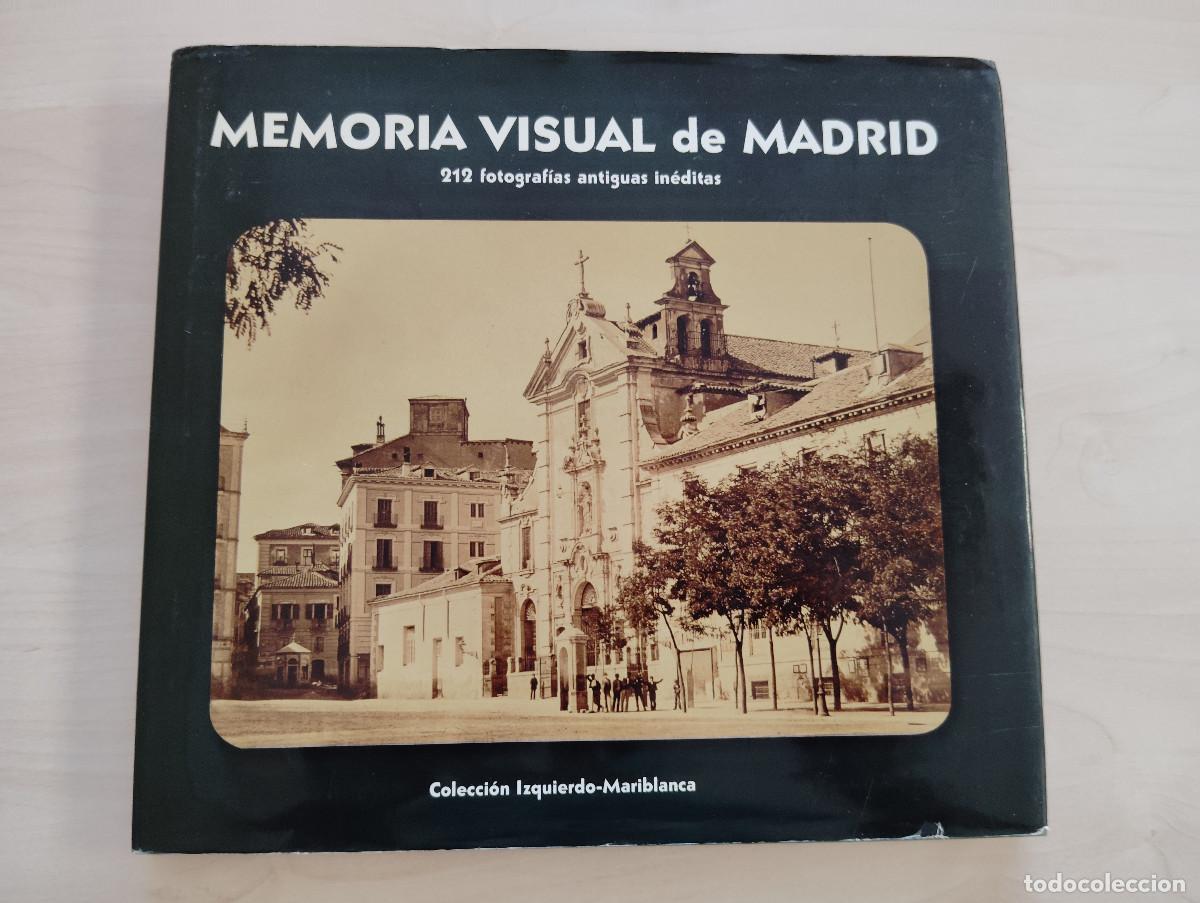 MEMORIA VISUAL de MADRID
212 fotografías antiguas inéditas
Colección Izquierdo-Mariblanca
todocoleccion